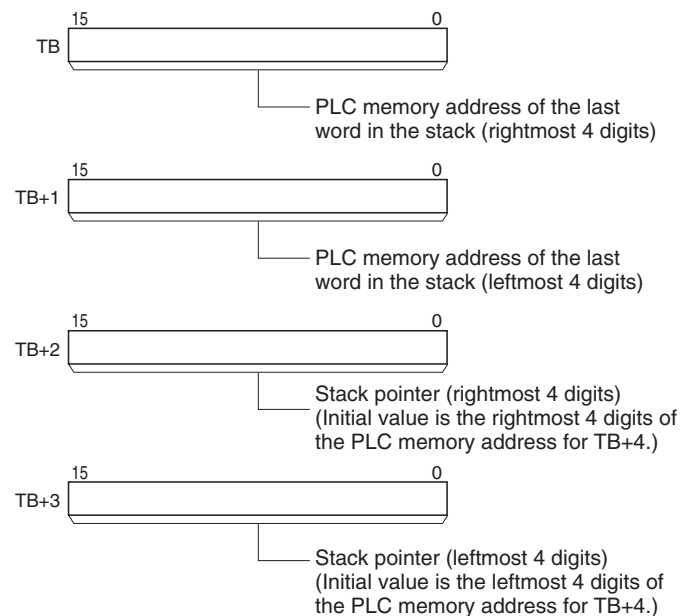 15 0
TB
PLC memory address of the last
word in the stack (rightmost 4 digits)
15 0
TB+1
PLC memory address of the last
word in the stack (leftmost 4 digits)
15 0
TB+2
Stack pointer (rightmost 4 digits)
(Initial value is the rightmost 4 digits of
the PLC memory address for TB+4.)
15 0
TB+3
Stack pointer (leftmost 4 digits)
(Initial value is the leftmost 4 digits of
the PLC memory address for TB+4.)